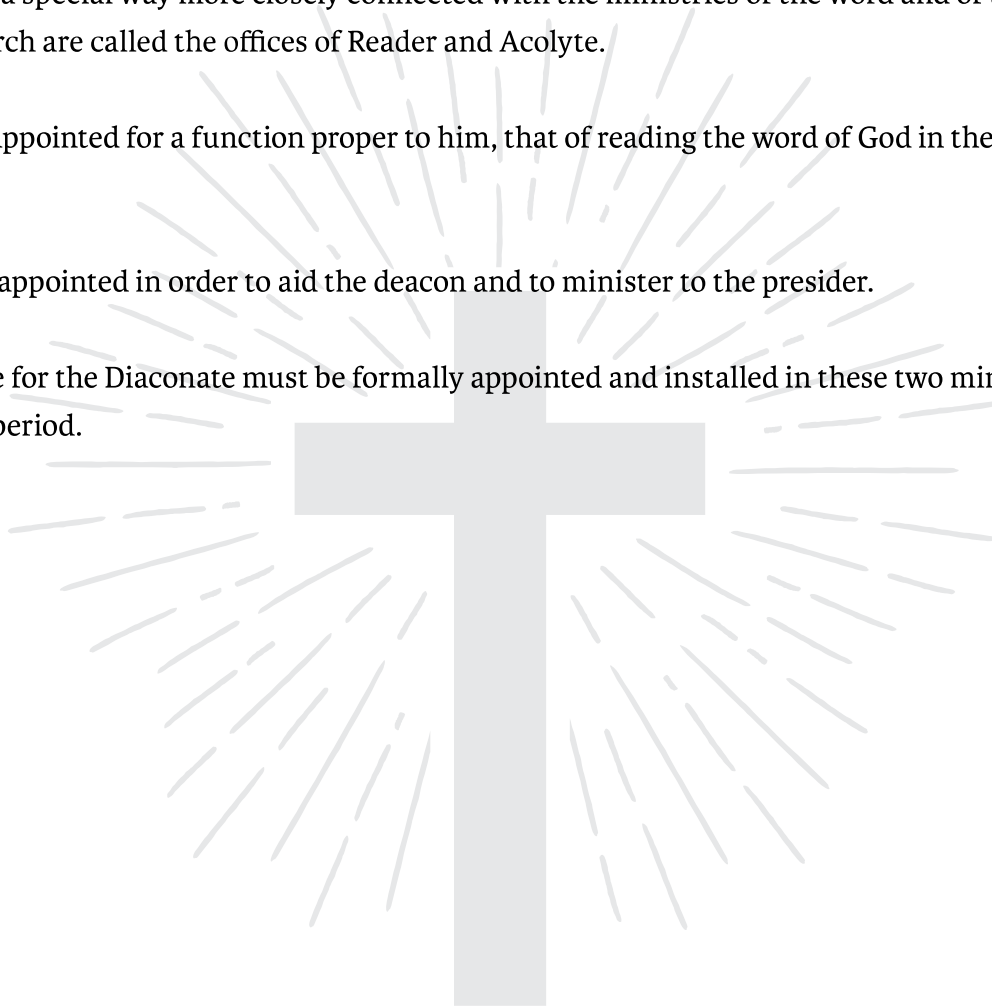 a special way more closely connected with the ministries of the word and of
rch are called the offices of Reader and Acolyte.
appointed for a function proper to him, that of reading the word of God in the
appointed in order to aid the deacon and to minister to the presider.
e for the Diaconate must be formally appointed and installed in these two min
period.